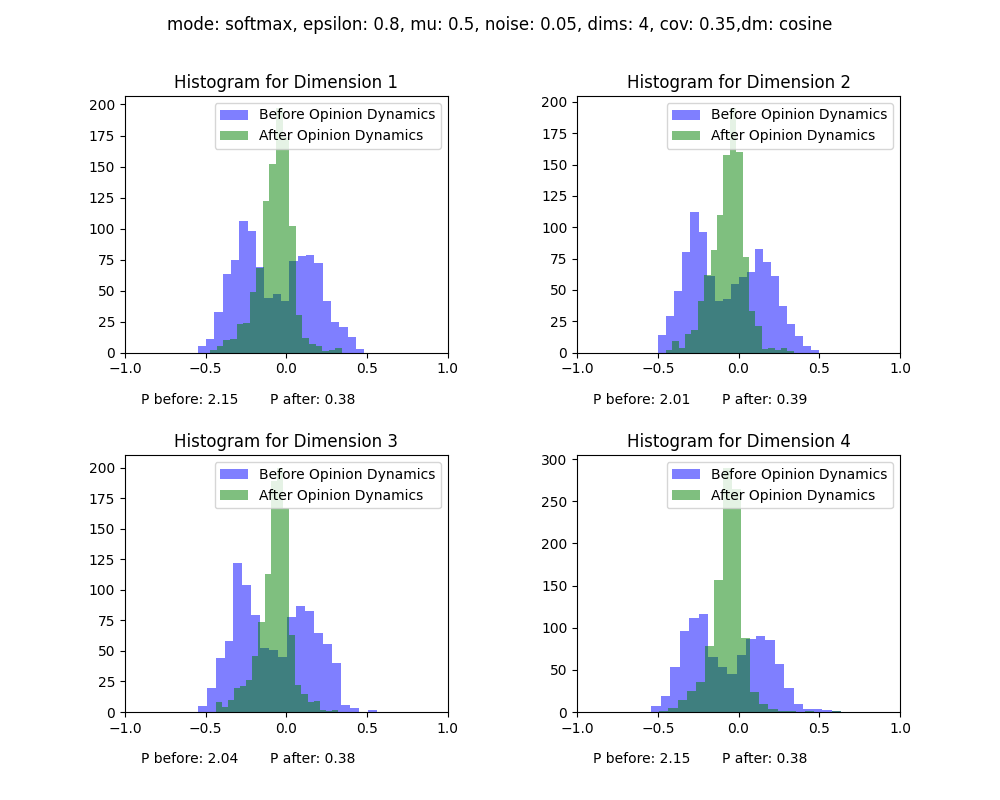 mode: softmax, epsilon: 0.8, mu: 0.5, noise: 0.05, dims: 4, cov: 0.35,dm: cosine
Histogram for Dimension 1
Before Opinion Dynamics
After Opinion Dynamics
200
175
150
125
100
75
50
25
0
−1.0 −0.5 0.0 0.5 1.0
P before: 2.15 P after: 0.38
Histogram for Dimension 2
Before Opinion Dynamics
After Opinion Dynamics
200
175
150
125
100
75
50
25
0
−1.0 −0.5 0.0 0.5 1.0
P before: 2.01 P after: 0.39
Histogram for Dimension 3
Before Opinion Dynamics
After Opinion Dynamics
200
175
150
125
100
75
50
25
0
−1.0 −0.5 0.0 0.5 1.0
P before: 2.04 P after: 0.38
Histogram for Dimension 4
Before Opinion Dynamics
After Opinion Dynamics
300
250
200
150
100
50
0
−1.0 −0.5 0.0 0.5 1.0
P before: 2.15 P after: 0.38